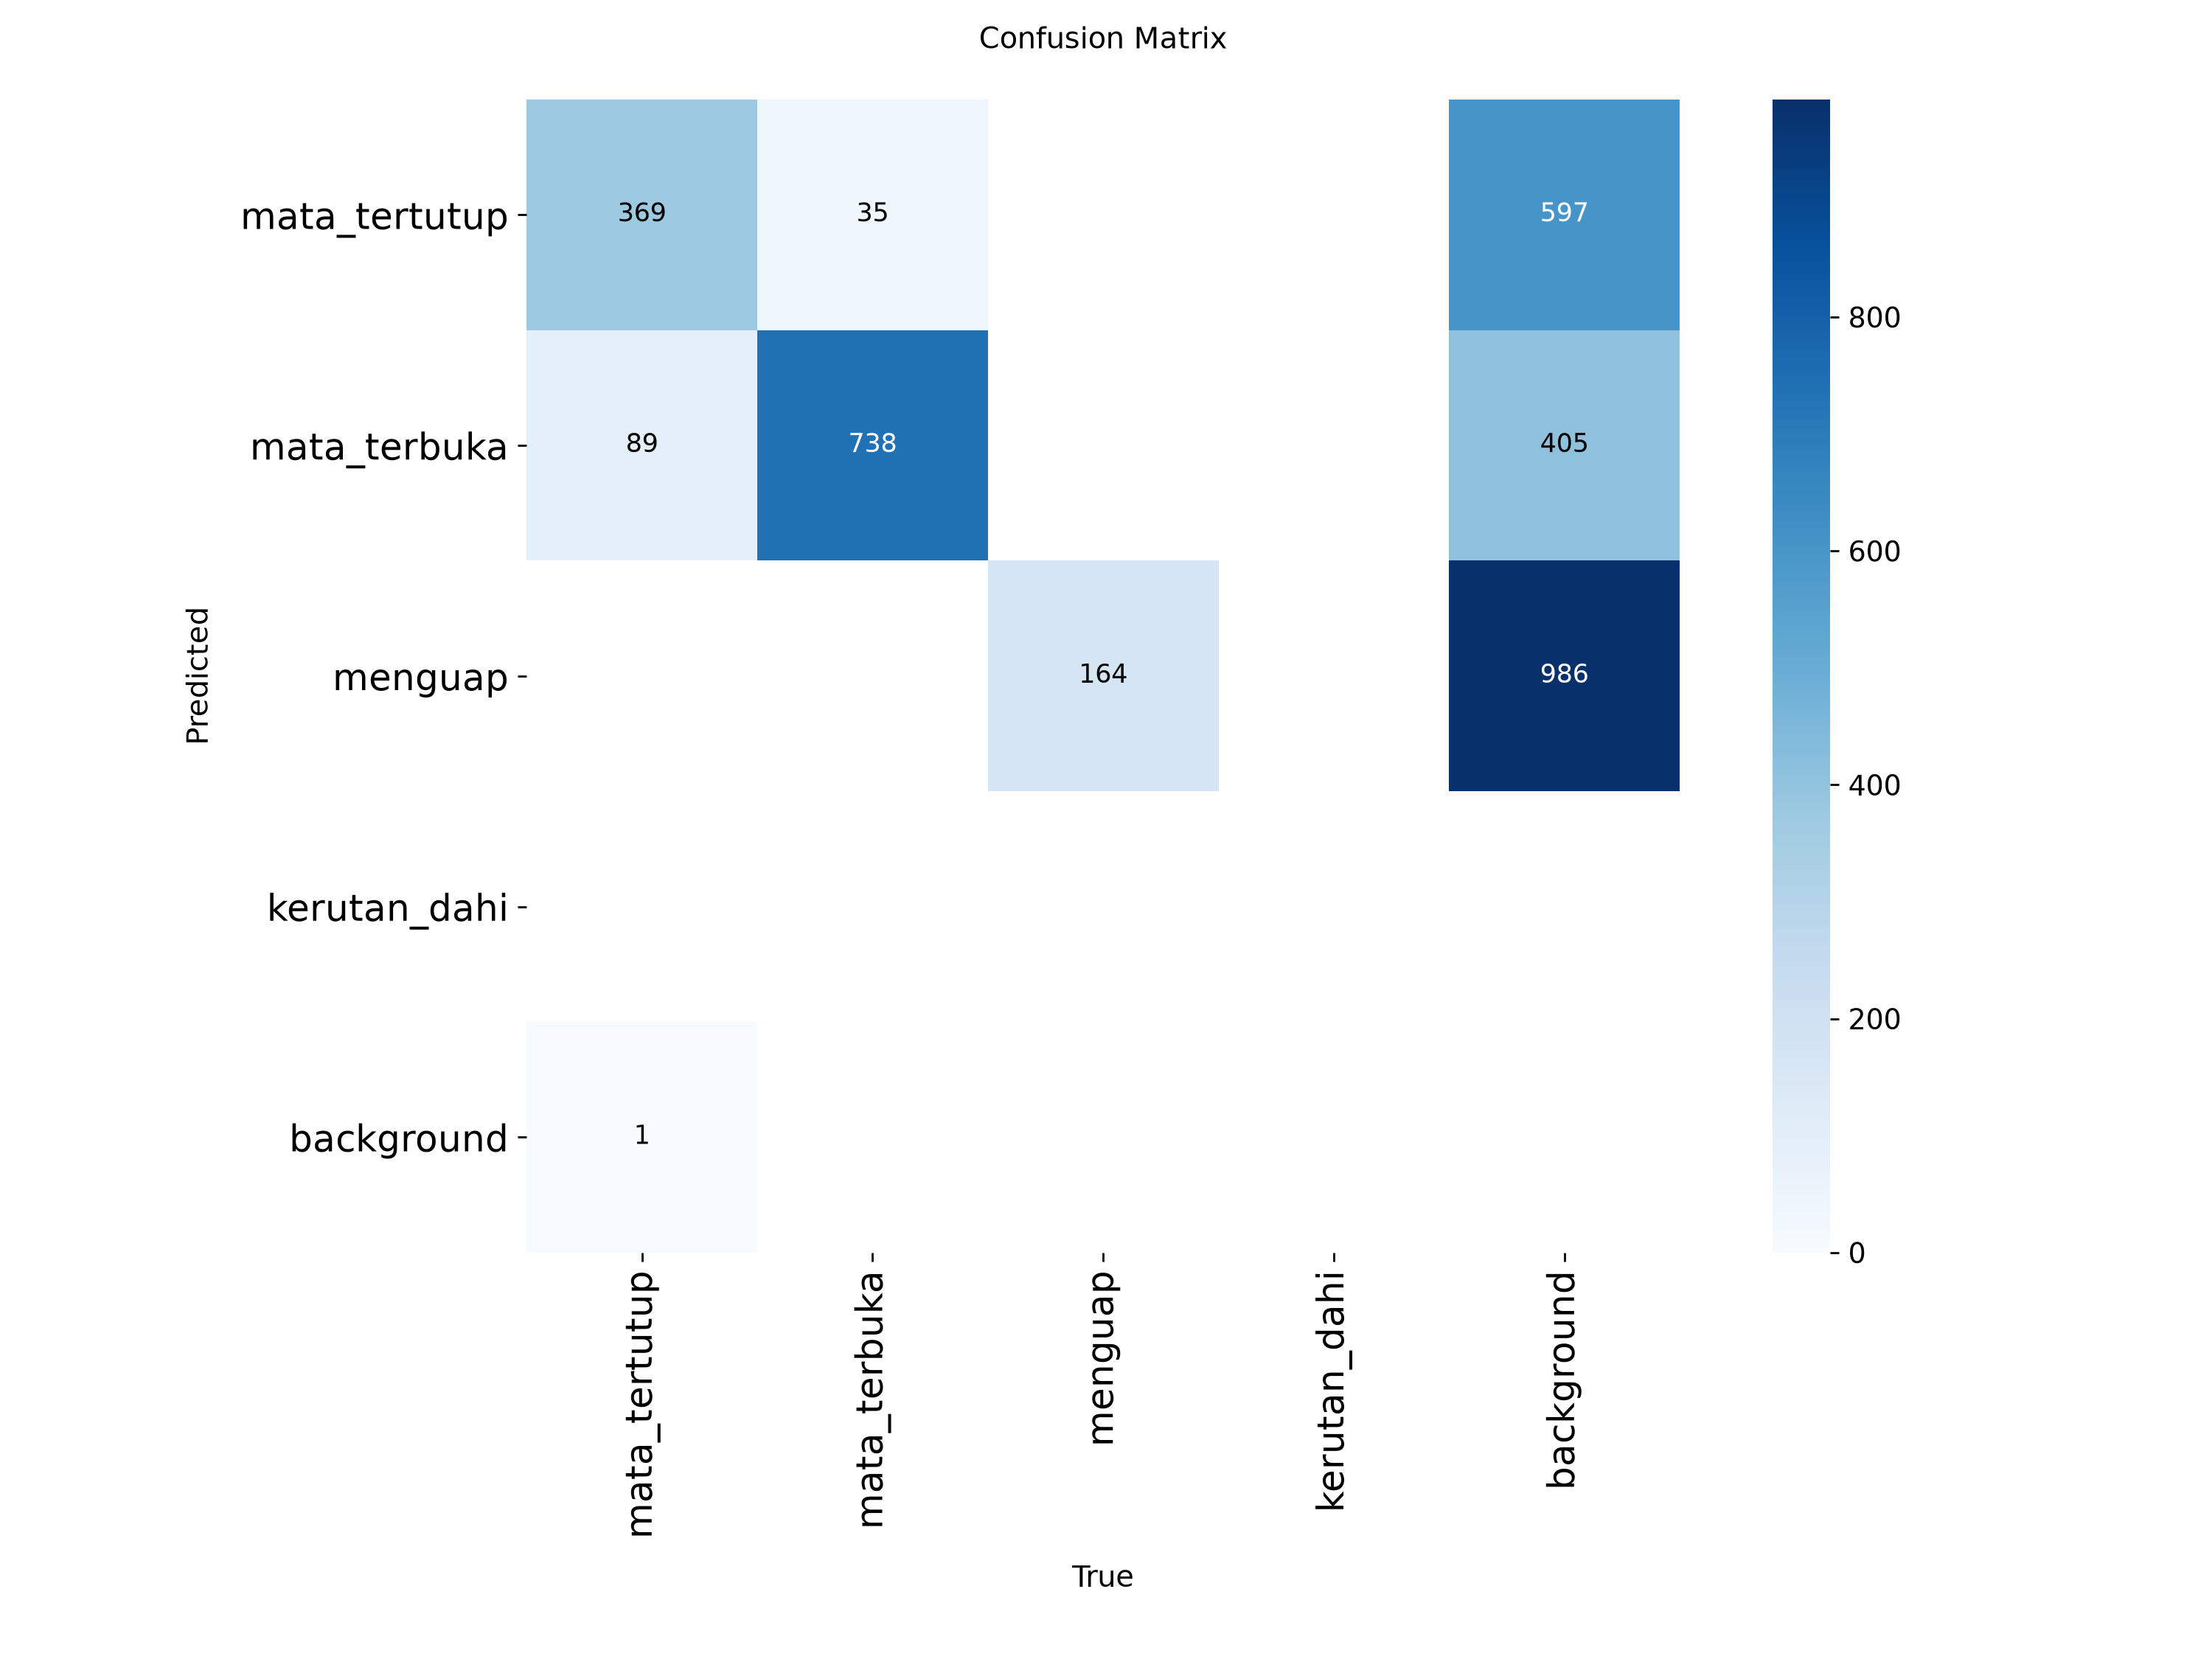 Confusion Matrix
mata_tertutup
369
35
597
mata_terbuka
89
738
405
menguap
164
986
kerutan_dahi
background
1
Predicted
mata_tertutup
mata_terbuka
menguap
kerutan_dahi
background
True
800
600
400
200
0